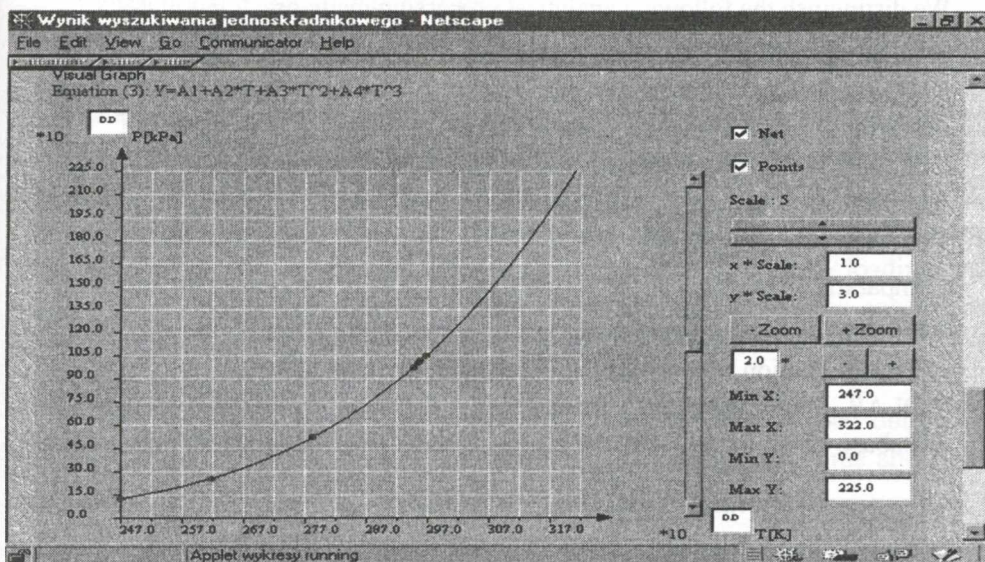 Wynik wyszukiwania jednoskładnikowego - Netscape
File Edit View Go Communicator Help
Visual Graph
Equation (3): Y=A1+A2*T+A3*T^2+A4*T^3
*10 D.D P[kPa]
225.0
210.0
195.0
180.0
165.0
150.0
135.0
120.0
105.0
90.0
75.0
60.0
45.0
30.0
15.0
0.0
247.0 257.0 267.0 277.0 297.0 297.0 307.0 317.0
*10 D.D T[K]
Net
Points
Scale : 5
x * Scale: 1.0
y * Scale: 3.0
- Zoom + Zoom
2.0 * - +
Min X: 247.0
Max X: 322.0
Min Y: 0.0
Max Y: 225.0
Applet wykresy running